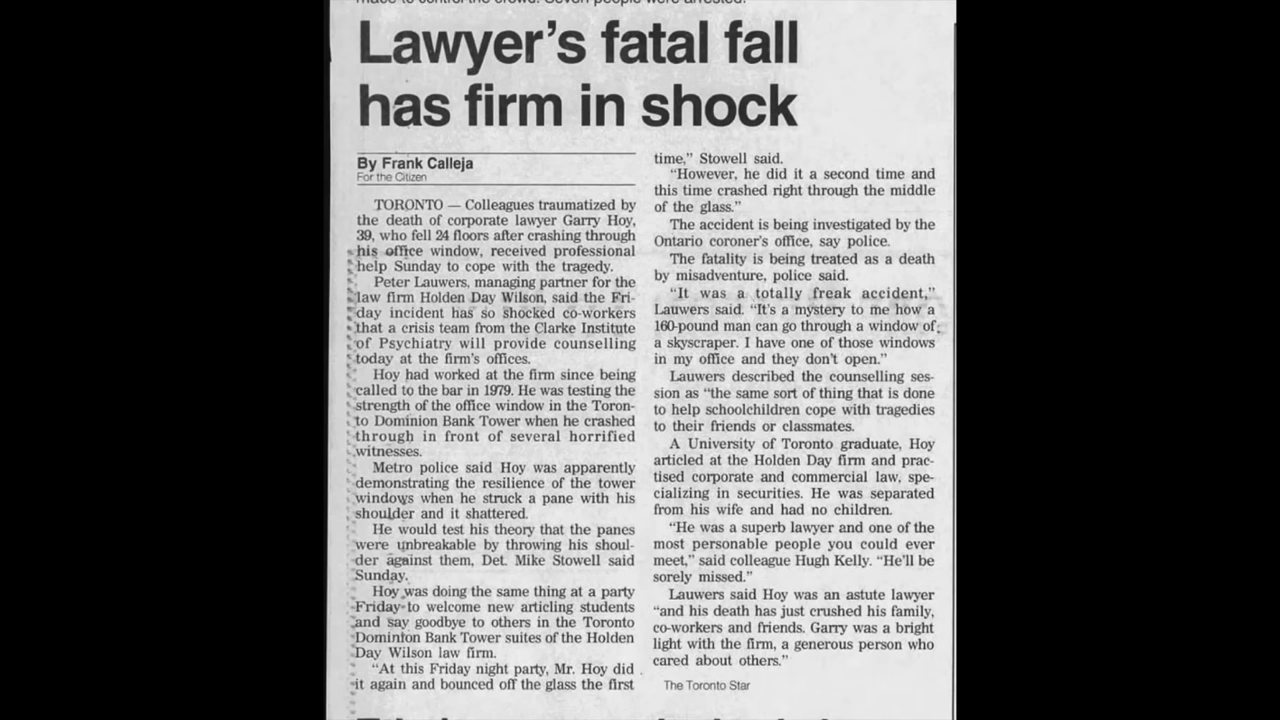 made to control the crowd. Seven people were arrested.
Lawyer's fatal fall
has firm in shock
By Frank Calleja
For the Citizen
TORONTO — Colleagues traumatized by
the death of corporate lawyer Garry Hoy,
39, who fell 24 floors after crashing through
his office window, received professional
help Sunday to cope with the tragedy.
Peter Lauwers, managing partner for the
law firm Holden Day Wilson, said the Fri-
day incident has so shocked co-workers
that a crisis team from the Clarke Institute
of Psychiatry will provide counselling
today at the firm's offices.
Hoy had worked at the firm since being
called to the bar in 1979. He was testing the
strength of the office window in the Toron-
to Dominion Bank Tower when he crashed
through in front of several horrified
witnesses.
Metro police said Hoy was apparently
demonstrating the resilience of the tower
windows when he struck a pane with his
shoulder and it shattered.
He would test his theory that the panes
were unbreakable by throwing his shoul-
der against them, Det. Mike Stowell said
Sunday.
Hoy was doing the same thing at a party
Friday to welcome new articling students
and say goodbye to others in the Toronto
Dominion Bank Tower suites of the Holden
Day Wilson law firm.
"At this Friday night party, Mr. Hoy did
it again and bounced off the glass the first
time," Stowell said.
"However, he did it a second time and
this time crashed right through the middle
of the glass."
The accident is being investigated by the
Ontario coroner's office, say police.
The fatality is being treated as a death
by misadventure, police said.
"It was a totally freak accident,"
Lauwers said. "It's a mystery to me how a
160-pound man can go through a window of
a skyscraper. I have one of those windows
in my office and they don't open."
Lauwers described the counselling ses-
sion as "the same sort of thing that is done
to help schoolchildren cope with tragedies
to their friends or classmates.
A University of Toronto graduate, Hoy
articled at the Holden Day firm and prac-
tised corporate and commercial law, spe-
cializing in securities. He was separated
from his wife and had no children.
"He was a superb lawyer and one of the
most personable people you could ever
meet," said colleague Hugh Kelly. "He'll be
sorely missed."
Lauwers said Hoy was an astute lawyer
"and his death has just crushed his family,
co-workers and friends. Garry was a bright
light with the firm, a generous person who
cared about others."
The Toronto Star